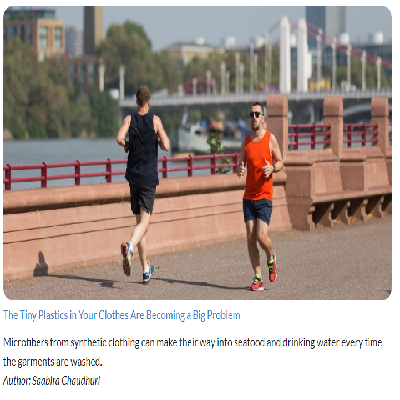 The Tiny Plastics in Your Clothes Are Becoming a Big Problem
Microfibers from synthetic clothing can make their way into seafood and drinking water every time
the garments are washed.
Author: Saabira Chaudhuri